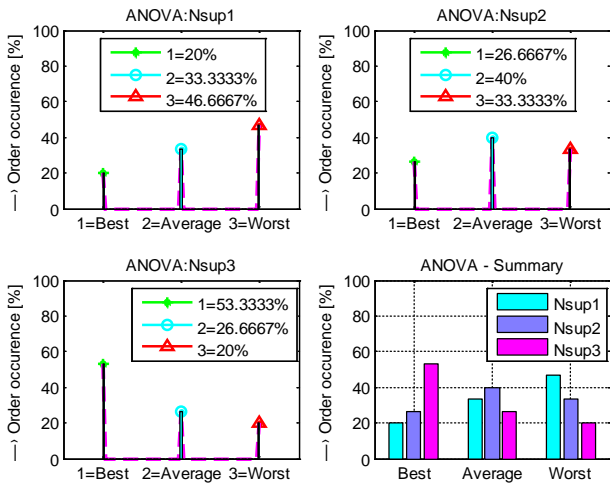 ANOVA:Nsup1
—› Order occurence [%]
100
80
60
40
20
0
1=20%
2=33.3333%
3=46.6667%
1=Best 2=Average 3=Worst
ANOVA:Nsup2
—› Order occurence [%]
100
80
60
40
20
0
1=26.6667%
2=40%
3=33.3333%
1=Best 2=Average 3=Worst
ANOVA:Nsup3
—› Order occurence [%]
100
80
60
40
20
0
1=53.3333%
2=26.6667%
3=20%
1=Best 2=Average 3=Worst
ANOVA - Summary
—› Order occurence [%]
100
80
60
40
20
0
Nsup1
Nsup2
Nsup3
Best Average Worst